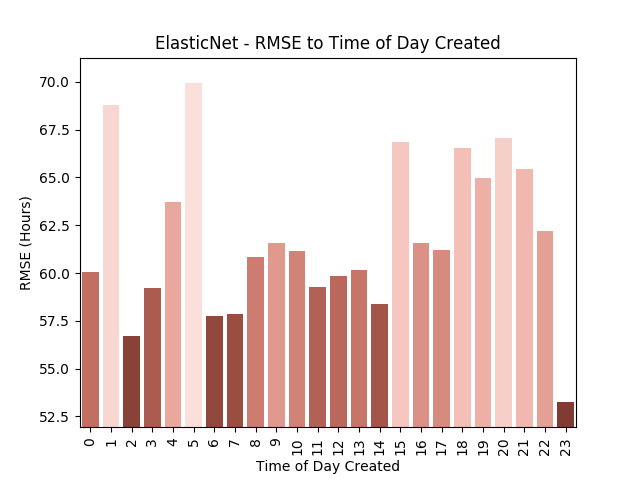 ElasticNet - RMSE to Time of Day Created
70.0
67.5
65.0
62.5
60.0
57.5
55.0
52.5
RMSE (Hours)
0 1 2 3 4 5 6 7 8 9 10 11 12 13 14 15 16 17 18 19 20 21 22 23
Time of Day Created